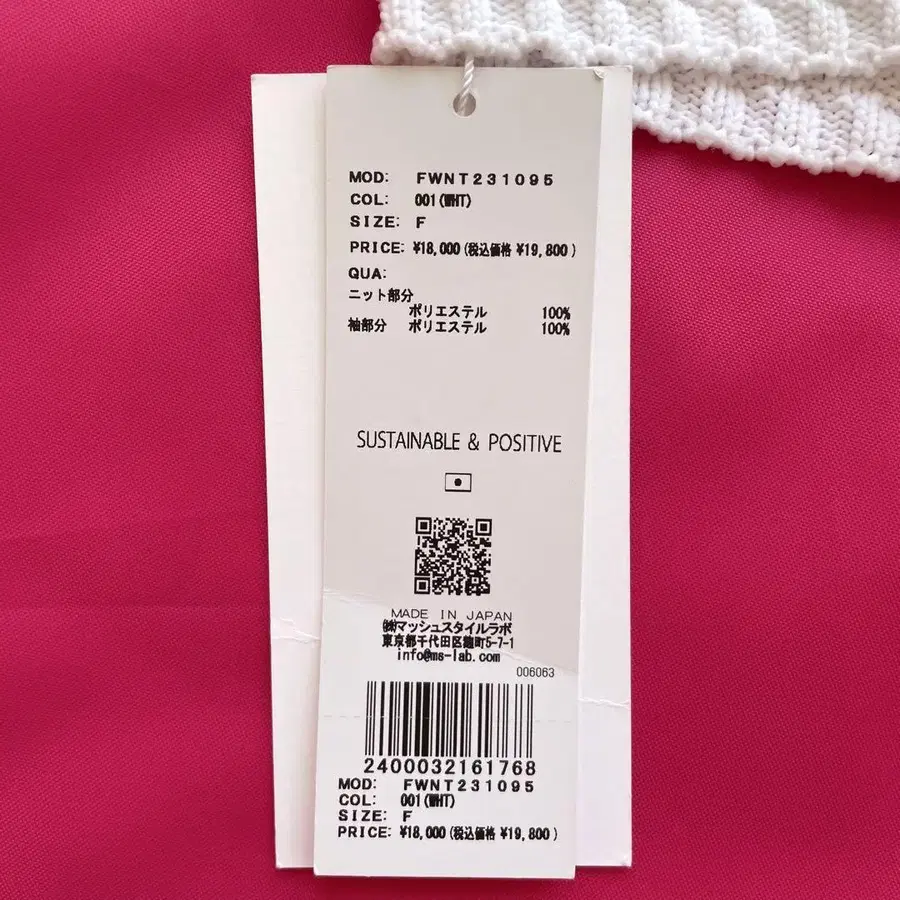 MOD: FWNT231095
COL: 001(WHT)
SIZE: F
PRICE: ¥18,000(税込価格 ¥19,800)
QUA:
ニット部分
ポリエステル 100%
袖部分 ポリエステル 100%
SUSTAINABLE & POSITIVE
MADE IN JAPAN
㈱マッシュスタイルラボ
東京都千代田区麹町5-7-1
info@ms-lab.com
006063
2400032161768
MOD: FWNT231095
COL: 001(WHT)
SIZE: F
PRICE: ¥18,000(税込価格 ¥19,800)